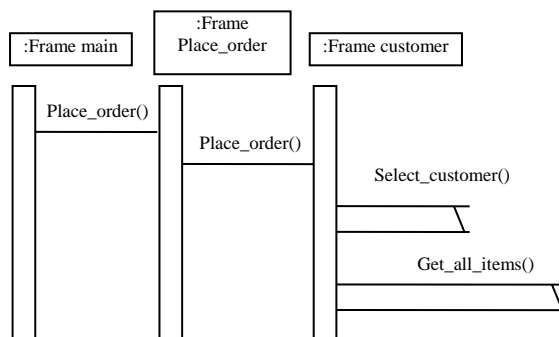 :Frame main
:Frame
Place_order
:Frame customer
Place_order()
Place_order()
Select_customer()
Get_all_items()